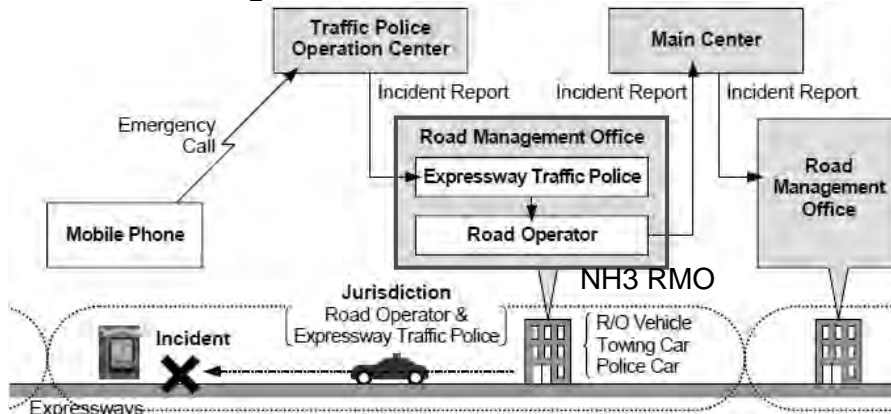 Traffic Police
Operation Center
Main Center
Incident Report
Incident Report
Incident Report
Emergency
Call
Road Management Office
Expressway Traffic Police
Road Operator
Road
Management
Office
Mobile Phone
NH3 RMO
Jurisdiction
Road Operator &
Expressway Traffic Police
Incident
R/O Vehicle
Towing Car
Police Car
Expressways